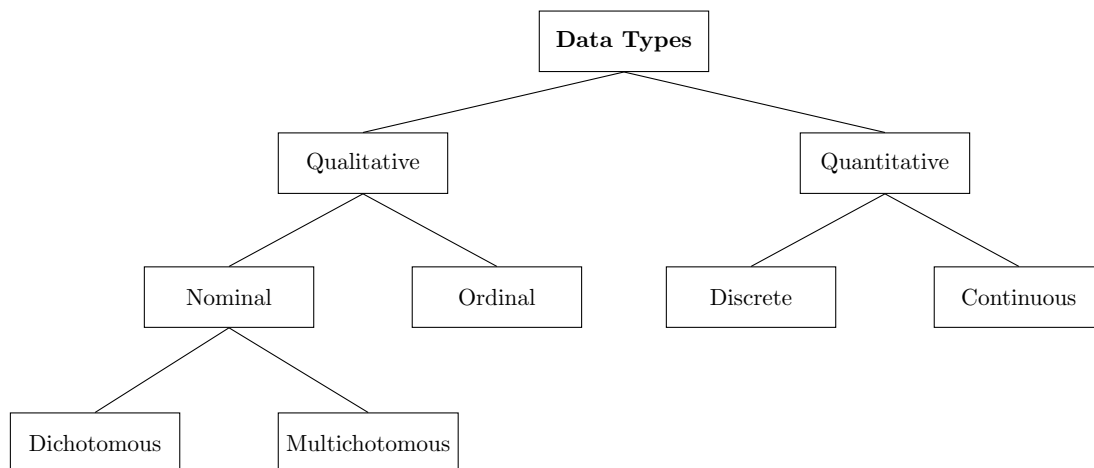 Data Types
Qualitative
Quantitative
Nominal
Ordinal
Discrete
Continuous
Dichotomous
Multichotomous